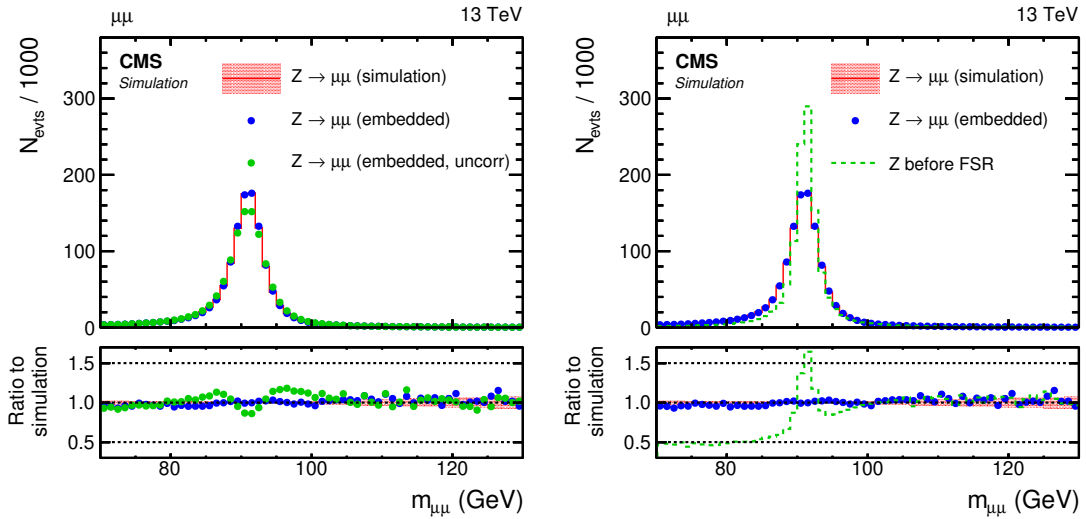 μμ 13 TeV
CMS
Simulation
Z → μμ (simulation)
Z → μμ (embedded)
Z → μμ (embedded, uncorr)
N_evts / 1000
300
200
100
0
Ratio to
simulation
1.5
1.0
0.5
80 100 120
m_μμ (GeV)
μμ 13 TeV
CMS
Simulation
Z → μμ (simulation)
Z → μμ (embedded)
Z before FSR
N_evts / 1000
300
200
100
0
Ratio to
simulation
1.5
1.0
0.5
80 100 120
m_μμ (GeV)